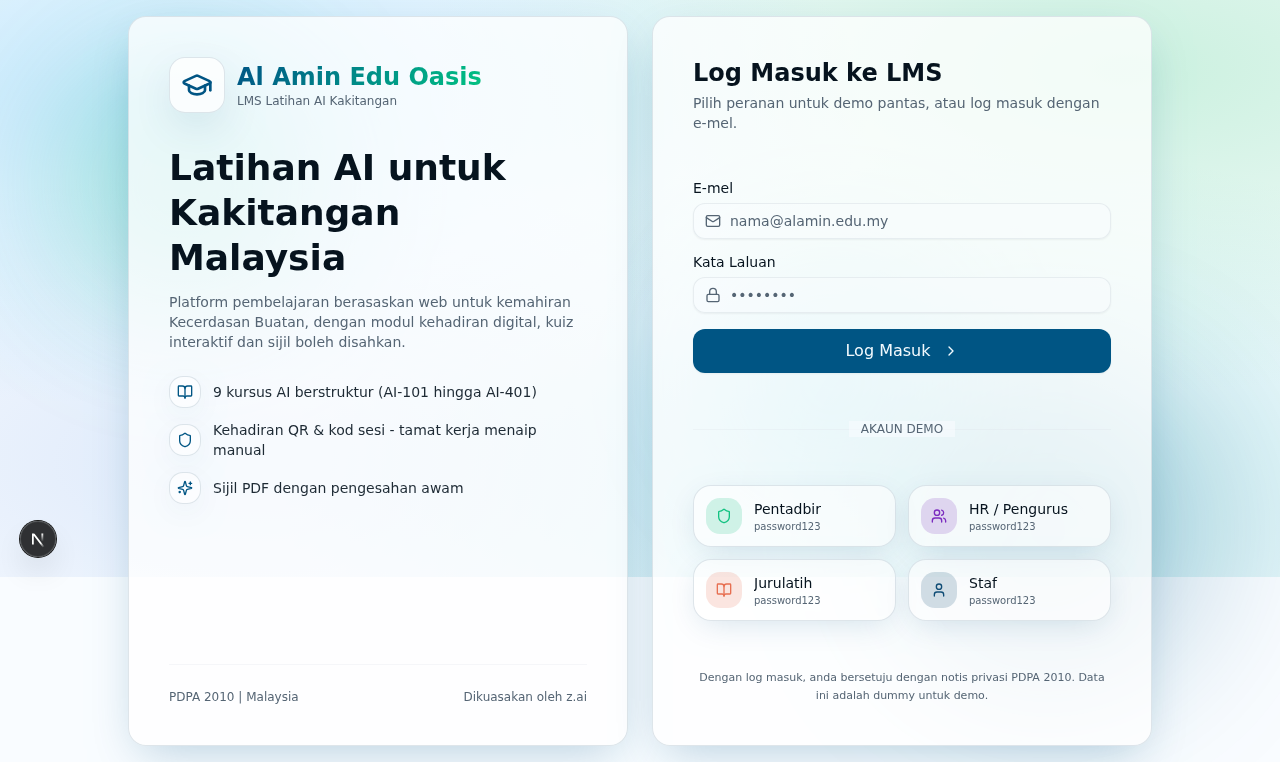 Al Amin Edu Oasis
LMS Latihan AI Kakitangan
Latihan AI untuk
Kakitangan
Malaysia
Platform pembelajaran berasaskan web untuk kemahiran
Kecerdasan Buatan, dengan modul kehadiran digital, kuiz
interaktif dan sijil boleh disahkan.
9 kursus AI berstruktur (AI-101 hingga AI-401)
Kehadiran QR & kod sesi - tamat kerja menaip
manual
Sijil PDF dengan pengesahan awam
PDPA 2010 | Malaysia
Dikuasakan oleh z.ai
Log Masuk ke LMS
Pilih peranan untuk demo pantas, atau log masuk dengan
e-mel.
E-mel
nama@alamin.edu.my
Kata Laluan
••••••••
Log Masuk
AKAUN DEMO
Pentadbir
password123
HR / Pengurus
password123
Jurulatih
password123
Staf
password123
Dengan log masuk, anda bersetuju dengan notis privasi PDPA 2010. Data
ini adalah dummy untuk demo.
N